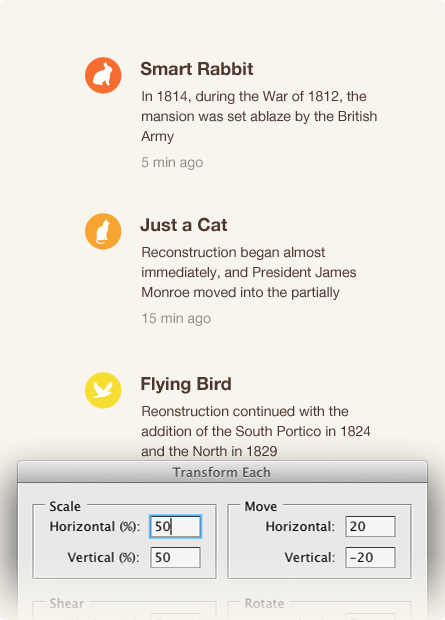 Smart Rabbit
In 1814, during the War of 1812, the
mansion was set ablaze by the British
Army
5 min ago
Just a Cat
Reconstruction began almost
immediately, and President James
Monroe moved into the partially
15 min ago
Flying Bird
Reonstruction continued with the
addition of the South Portico in 1824
and the North in 1829
Transform Each
Scale
Horizontal (%): 50
Vertical (%): 50
Move
Horizontal: 20
Vertical: -20
Shear
Rotate